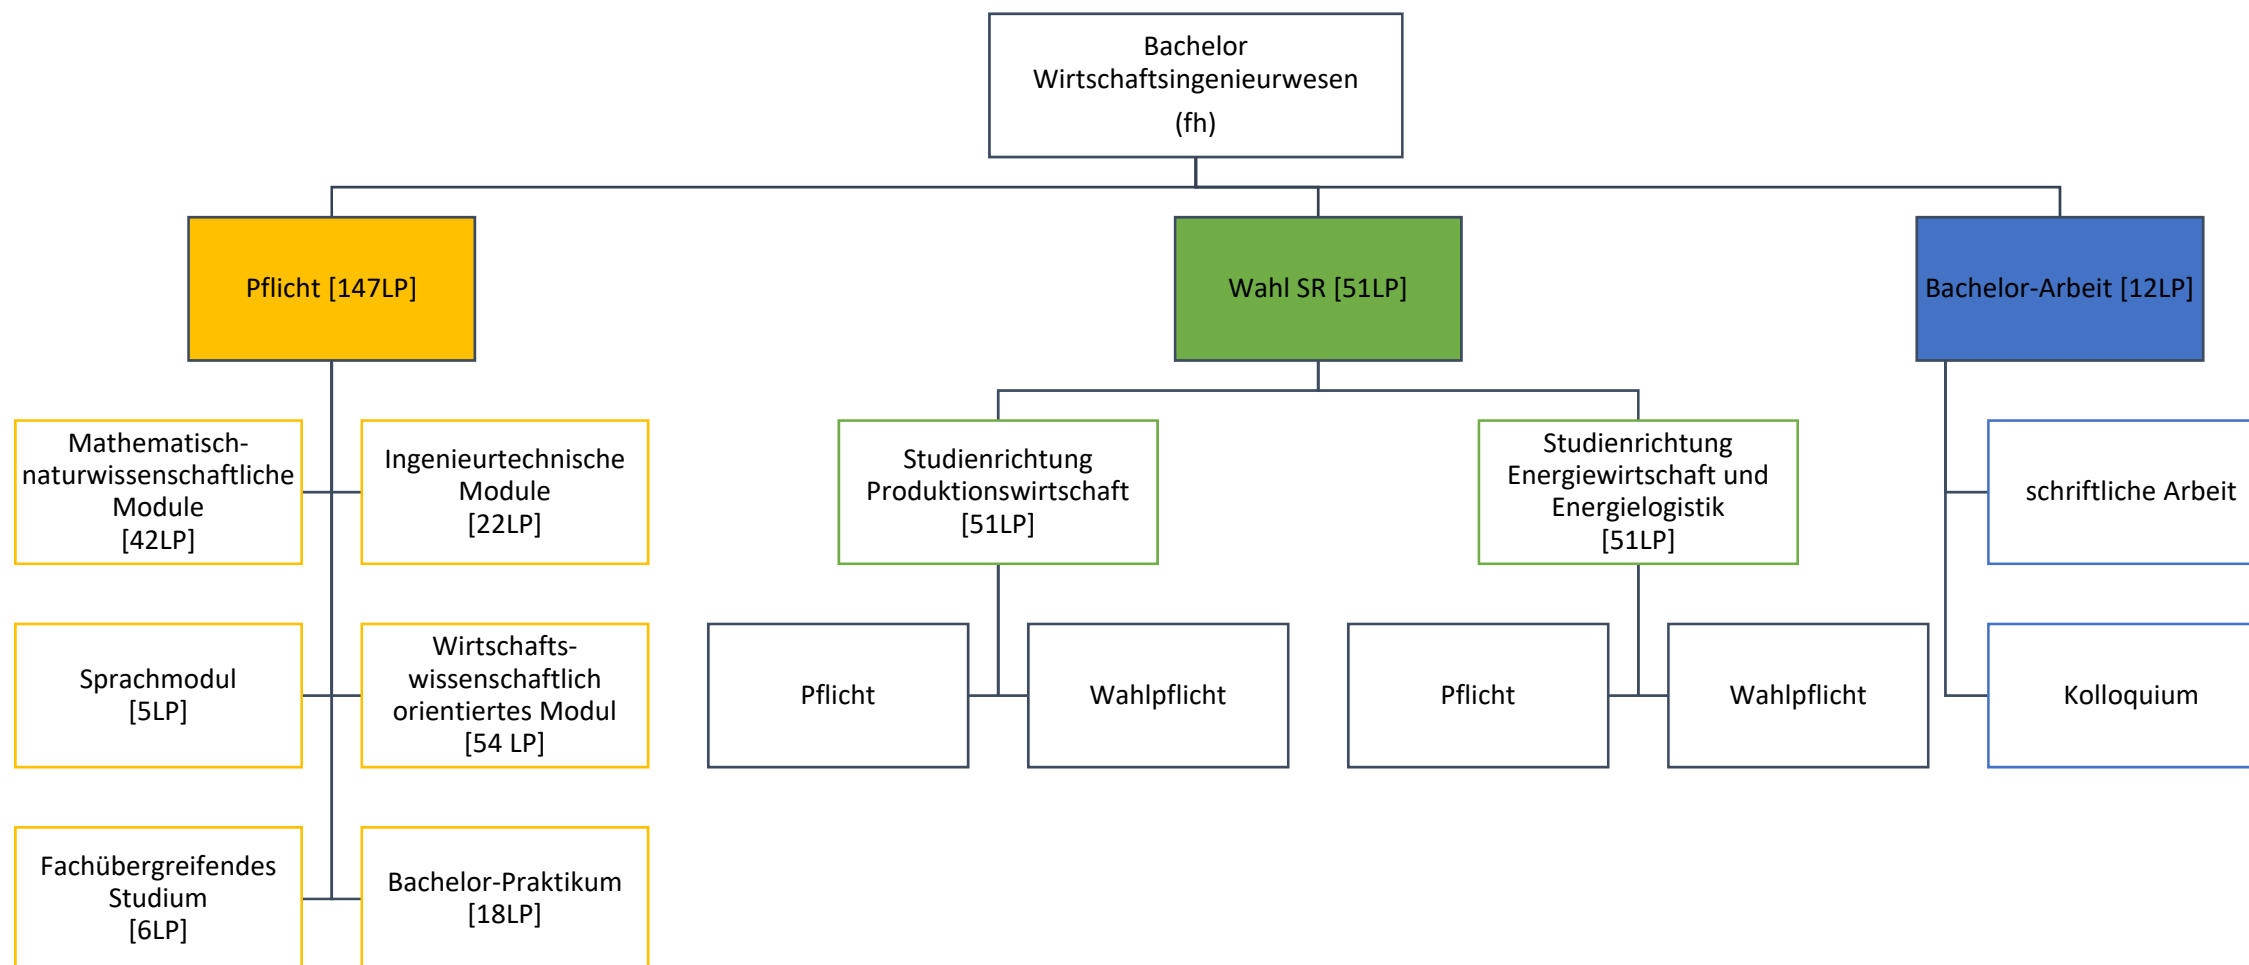 Bachelor
Wirtschaftsingenieurwesen
(fh)
Pflicht [147LP]
Wahl SR [51LP]
Bachelor-Arbeit [12LP]
Mathematisch-
naturwissenschaftliche
Module
[42LP]
Ingenieurtechnische
Module
[22LP]
Studienrichtung
Produktionswirtschaft
[51LP]
Studienrichtung
Energiewirtschaft und
Energielogistik
[51LP]
schriftliche Arbeit
Sprachmodul
[5LP]
Wirtschafts-
wissenschaftlich
orientiertes Modul
[54 LP]
Pflicht
Wahlpflicht
Pflicht
Wahlpflicht
Kolloquium
Fachübergreifendes
Studium
[6LP]
Bachelor-Praktikum
[18LP]